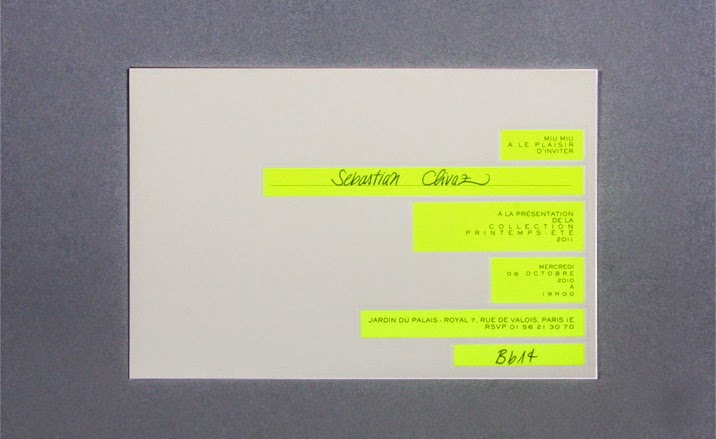 MIU MIU
A LE PLAISIR
D'INVITER
Sebastian Clivaz
À LA PRÉSENTATION
DE LA
COLLECTION
PRINTEMPS-ÉTÉ
2011
MERCREDI
06 OCTOBRE
2010
À
19H00
JARDIN DU PALAIS - ROYAL 7, RUE DE VALOIS, PARIS 1E
RSVP 01 56 21 30 70
Bb14